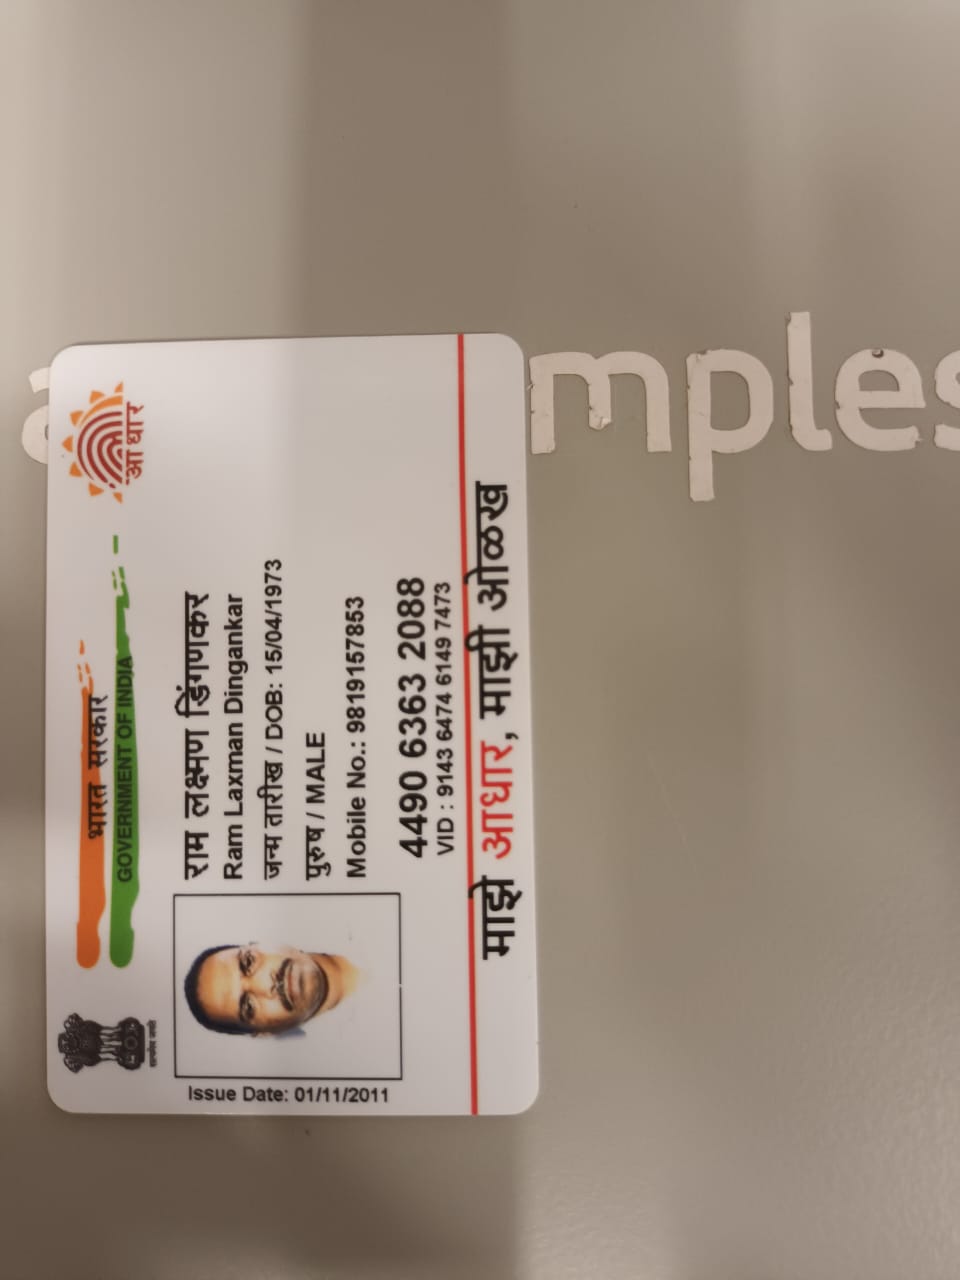 भारत सरकार
GOVERNMENT OF INDIA
आधार
राम लक्ष्मण डिंगणकर
Ram Laxman Dingankar
जन्म तारीख / DOB: 15/04/1973
पुरुष / MALE
Mobile No.: 9819157853
Issue Date: 01/11/2011
4490 6363 2088
VID : 9143 6474 6149 7473
माझे आधार, माझी ओळख
mples